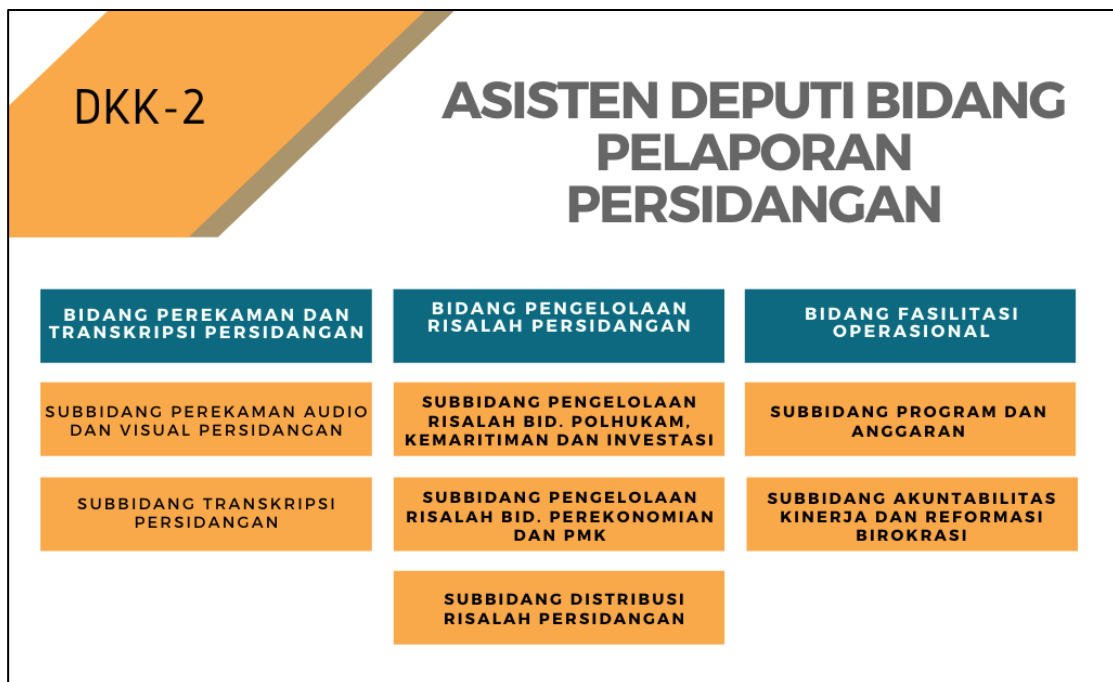 DKK-2
ASISTEN DEPUTI BIDANG
PELAPORAN
PERSIDANGAN
BIDANG PEREKAMAN DAN
TRANSKRIPSI PERSIDANGAN
SUBBIDANG PEREKAMAN AUDIO
DAN VISUAL PERSIDANGAN
SUBBIDANG TRANSKRIPSI
PERSIDANGAN
BIDANG PENGELOLAAN
RISALAH PERSIDANGAN
SUBBIDANG PENGELOLAAN
RISALAH BID. POLHUKAM,
KEMARITIMAN DAN INVESTASI
SUBBIDANG PENGELOLAAN
RISALAH BID. PEREKONOMIAN
DAN PMK
SUBBIDANG DISTRIBUSI
RISALAH PERSIDANGAN
BIDANG FASILITASI
OPERASIONAL
SUBBIDANG PROGRAM DAN
ANGGARAN
SUBBIDANG AKUNTABILITAS
KINERJA DAN REFORMASI
BIROKRASI